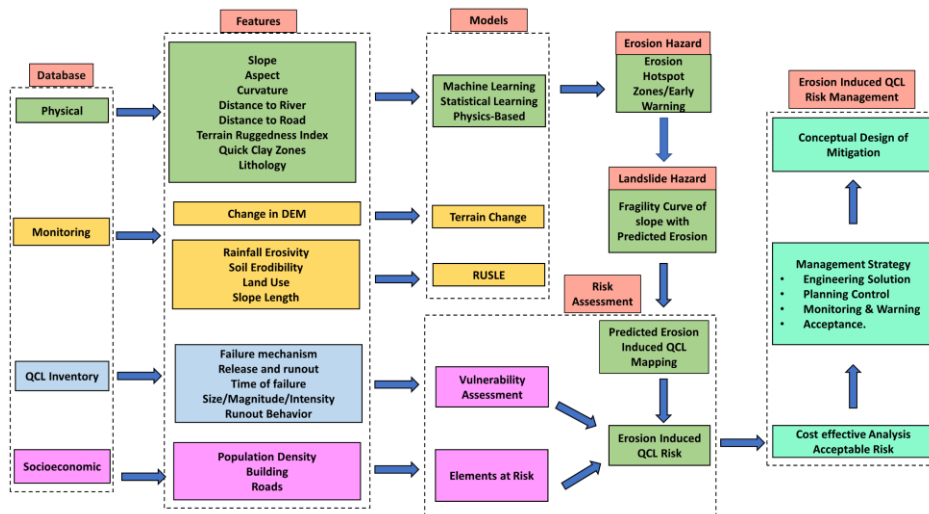 Database
Physical
Monitoring
QCL Inventory
Socioeconomic
Features
Slope
Aspect
Curvature
Distance to River
Distance to Road
Terrain Ruggedness Index
Quick Clay Zones
Lithology
Change in DEM
Rainfall Erosivity
Soil Erodibility
Land Use
Slope Length
Failure mechanism
Release and runout
Time of failure
Size/Magnitude/Intensity
Runout Behavior
Population Density
Building
Roads
Models
Machine Learning
Statistical Learning
Physics-Based
Terrain Change
RUSLE
Erosion Hazard
Erosion
Hotspot
Zones/Early
Warning
Landslide Hazard
Fragility Curve of
slope with
Predicted Erosion
Risk
Assessment
Predicted Erosion
Induced QCL
Mapping
Vulnerability
Assessment
Erosion Induced
QCL Risk
Elements at Risk
Erosion Induced QCL
Risk Management
Conceptual Design of
Mitigation
Management Strategy
• Engineering Solution
• Planning Control
• Monitoring & Warning
• Acceptance.
Cost effective Analysis
Acceptable Risk